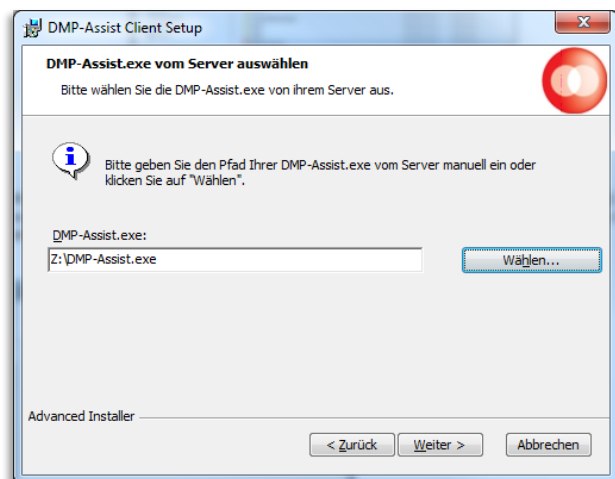 DMP-Assist Client Setup
DMP-Assist.exe vom Server auswählen
Bitte wählen Sie die DMP-Assist.exe von ihrem Server aus.
Bitte geben Sie den Pfad Ihrer DMP-Assist.exe vom Server manuell ein oder
klicken Sie auf "Wählen".
DMP-Assist.exe:
Z:\DMP-Assist.exe
Wählen...
Advanced Installer
< Zurück
Weiter >
Abbrechen